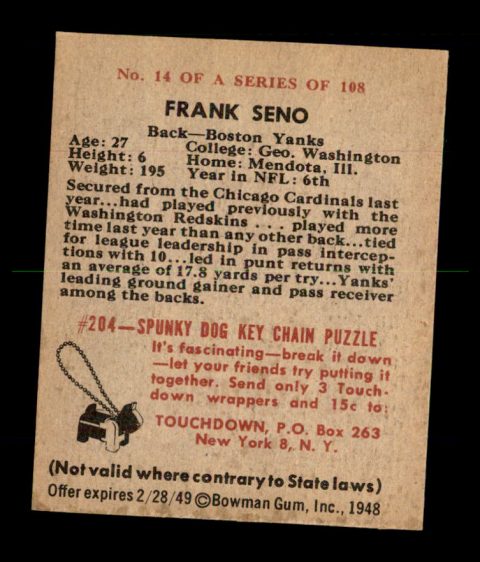 No. 14 OF A SERIES OF 108
FRANK SENO
Back—Boston Yanks
Age: 27 College: Geo. Washington
Height: 6 Home: Mendota, Ill.
Weight: 195 Year in NFL: 6th
Secured from the Chicago Cardinals last
year...had played previously with the
Washington Redskins . . . played more
time last year than any other back...tied
for league leadership in pass intercep-
tions with 10...led in punt returns with
an average of 17.8 yards per try...Yanks'
leading ground gainer and pass receiver
among the backs.
#204—SPUNKY DOG KEY CHAIN PUZZLE
It's fascinating—break it down
—let your friends try putting it
together. Send only 3 Touch-
down wrappers and 15c to:
TOUCHDOWN, P.O. Box 263
New York 8, N. Y.
(Not valid where contrary to State laws)
Offer expires 2/28/49 ©Bowman Gum, Inc., 1948